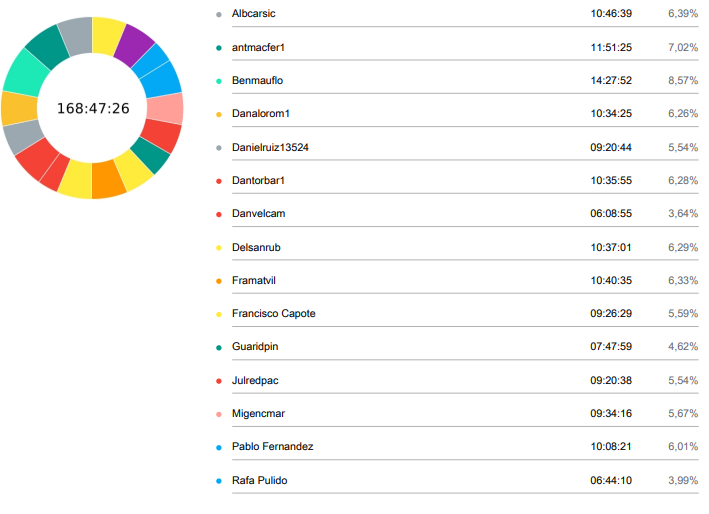 168:47:26
Albcarsic 10:46:39 6,39%
antmacfer1 11:51:25 7,02%
Benmauflo 14:27:52 8,57%
Danalorom1 10:34:25 6,26%
Danielruiz13524 09:20:44 5,54%
Dantorbar1 10:35:55 6,28%
Danvelcam 06:08:55 3,64%
Delsanrub 10:37:01 6,29%
Framatvil 10:40:35 6,33%
Francisco Capote 09:26:29 5,59%
Guaridpin 07:47:59 4,62%
Julredpac 09:20:38 5,54%
Migencmar 09:34:16 5,67%
Pablo Fernandez 10:08:21 6,01%
Rafa Pulido 06:44:10 3,99%